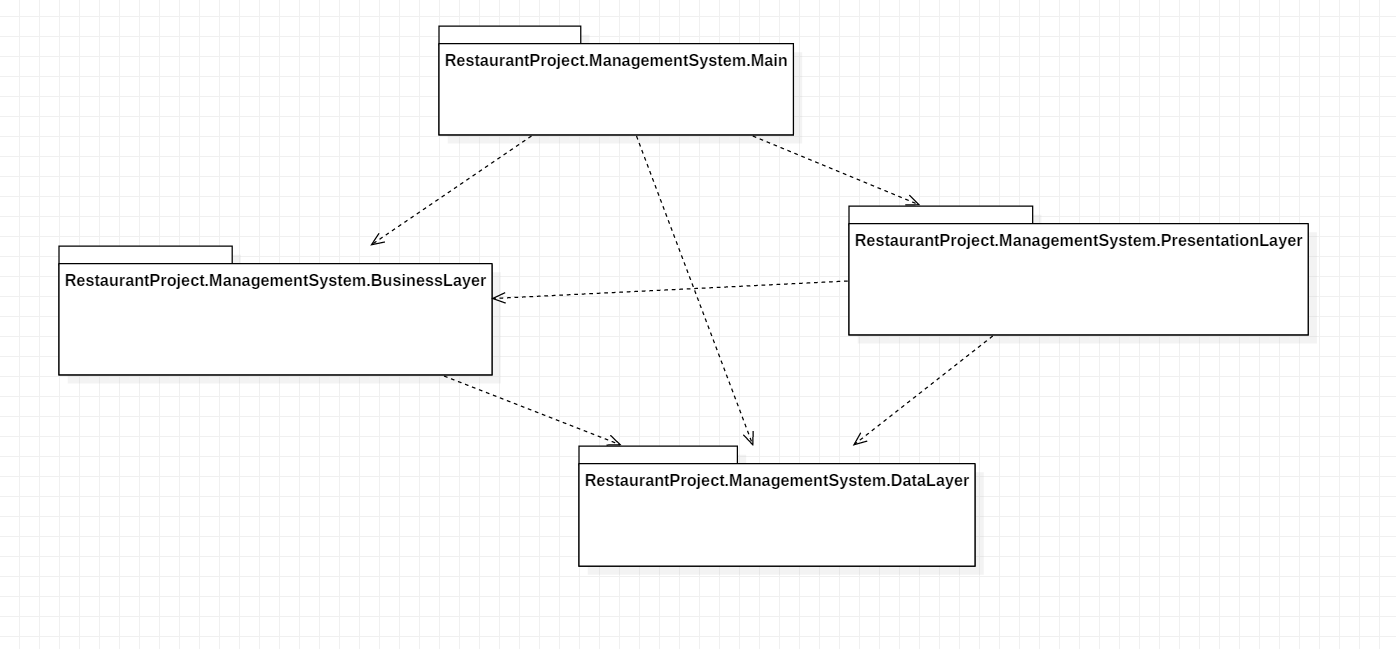 RestaurantProject.ManagementSystem.Main
RestaurantProject.ManagementSystem.PresentationLayer
RestaurantProject.ManagementSystem.BusinessLayer
RestaurantProject.ManagementSystem.DataLayer